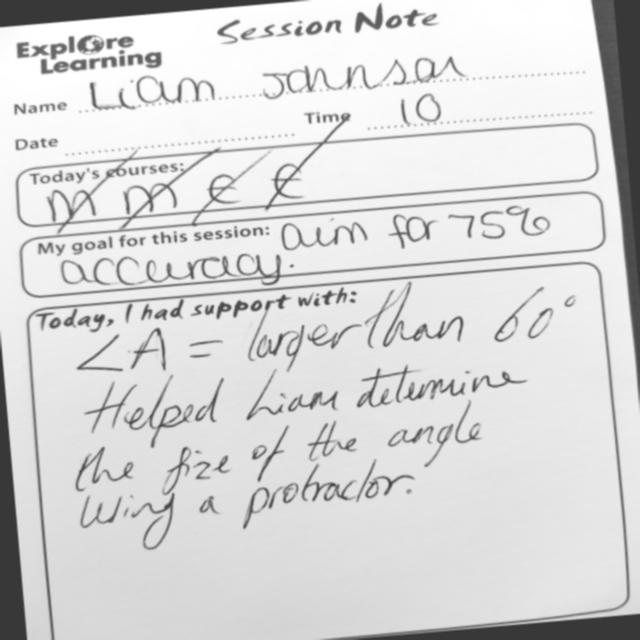 Session Note
Explore
Learning
Name Liam Johnson
Date Time 10
Today's courses:
m m E E
My goal for this session: aim for 75%
accuracy.
Today, I had support with:
∠A = larger than 60°
Helped Liam determine
the size of the angle
using a protractor.